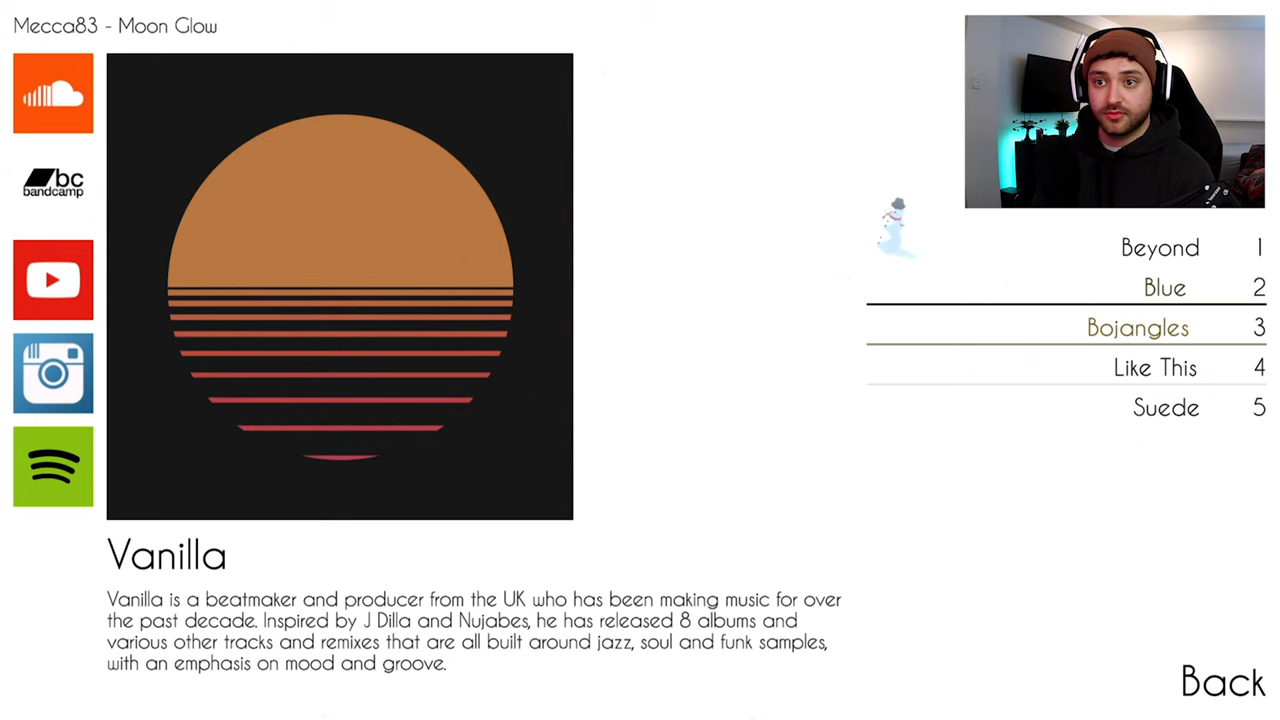 Mecca83 - Moon Glow
bc
bandcamp
Beyond 1
Blue 2
Bojangles 3
Like This 4
Suede 5
Vanilla
Vanilla is a beatmaker and producer from the UK who has been making music for over
the past decade. Inspired by J Dilla and Nujabes, he has released 8 albums and
various other tracks and remixes that are all built around jazz, soul and funk samples,
with an emphasis on mood and groove.
Back